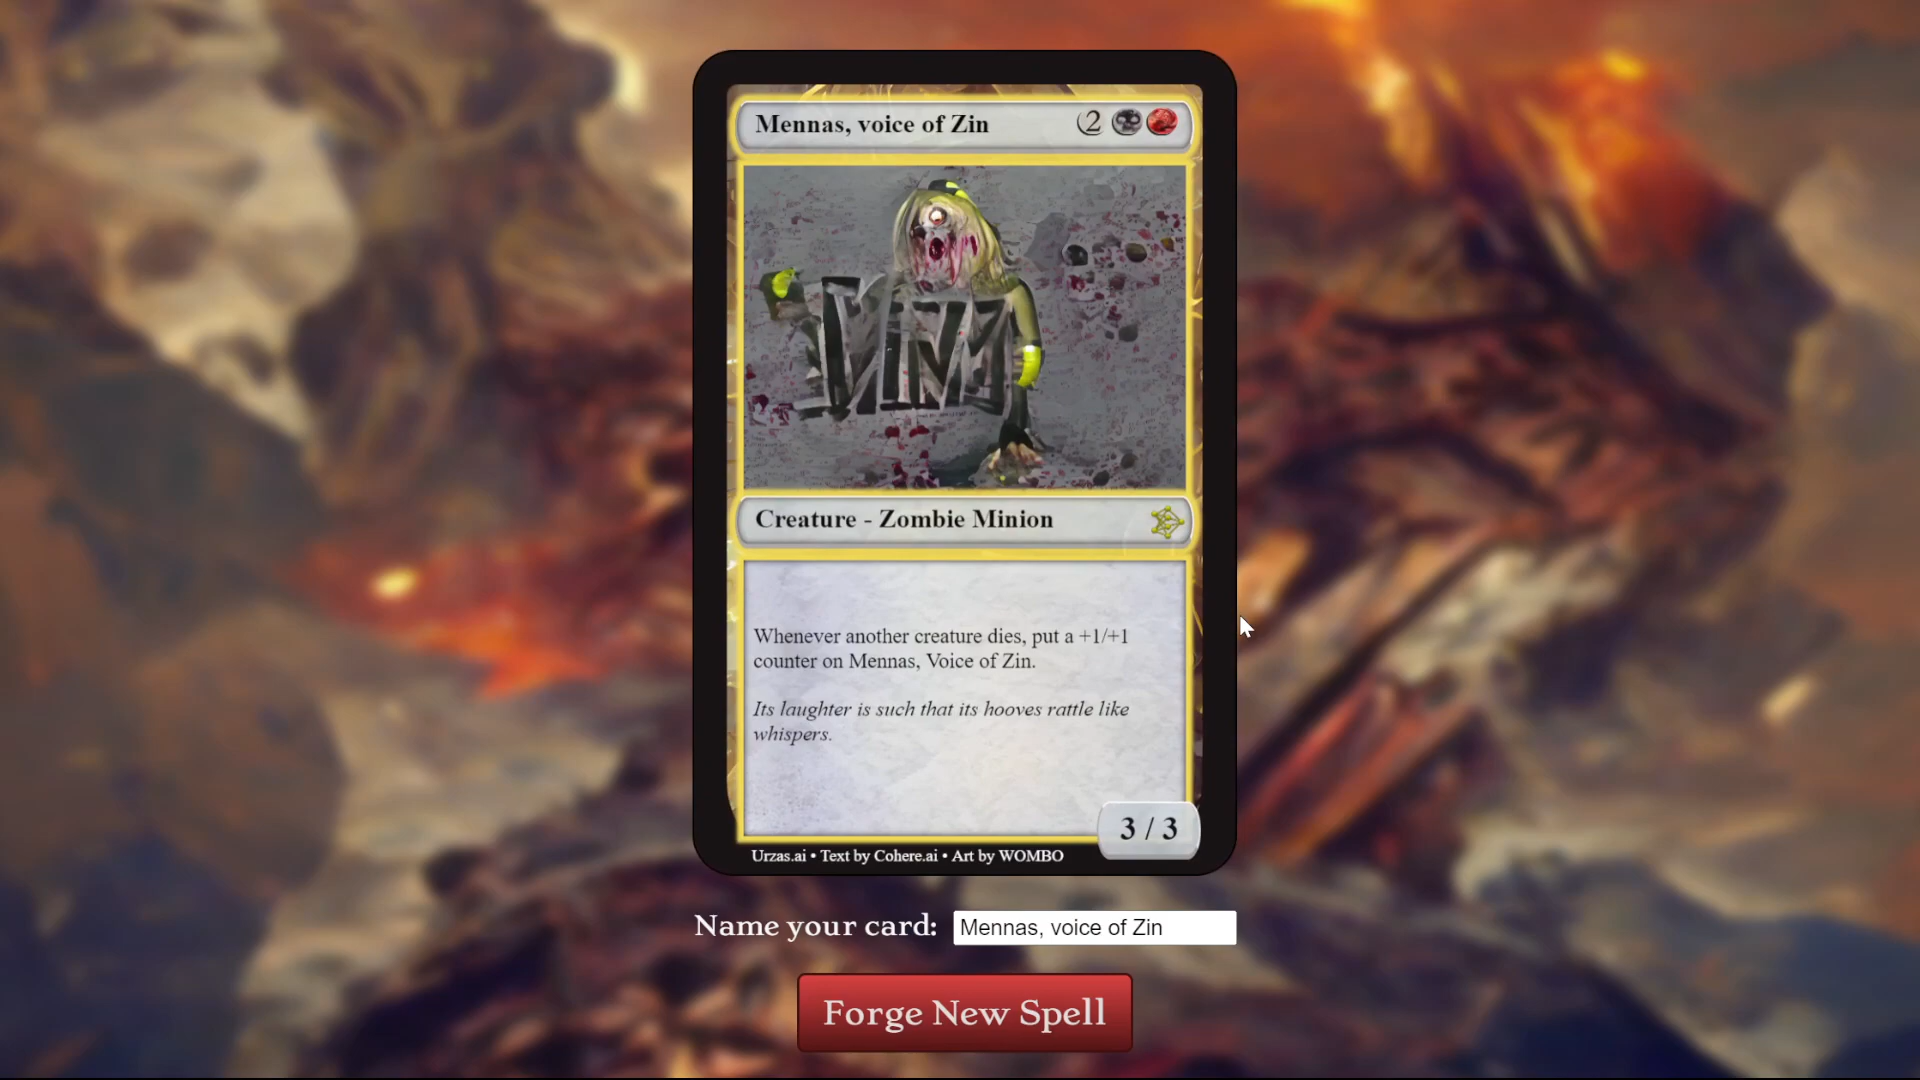 Mennas, voice of Zin 2
Creature - Zombie Minion
Whenever another creature dies, put a +1/+1
counter on Mennas, Voice of Zin.
Its laughter is such that its hooves rattle like
whispers.
3 / 3
Urzas.ai • Text by Cohere.ai • Art by WOMBO
Name your card: Mennas, voice of Zin
Forge New Spell